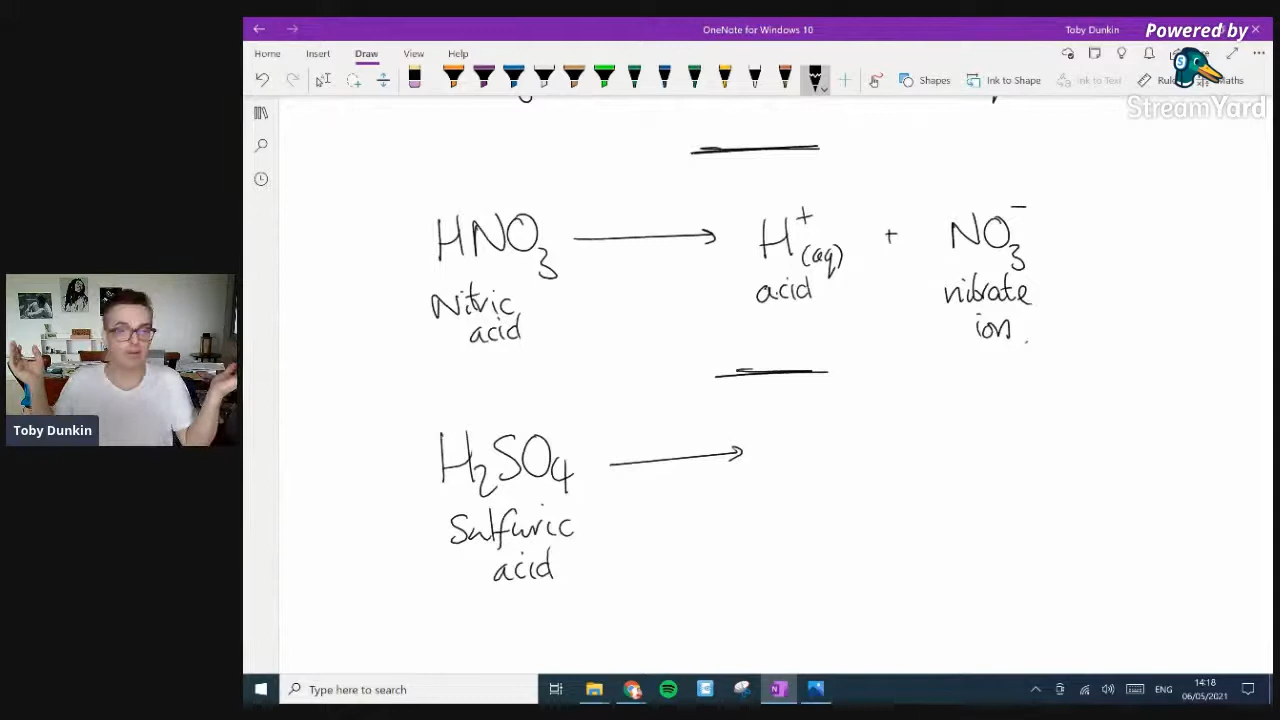 OneNote for Windows 10
Toby Dunkin
Powered by
StreamYard
Home Insert Draw View Help
Shapes Ink to Shape Ink to Text Maths
HNO3 → H+(aq) + NO3−
Nitric acid
acid
nitrate ion.
H2SO4 →
Sulfuric
acid
Toby Dunkin
Type here to search
ENG
14:18
06/05/2021